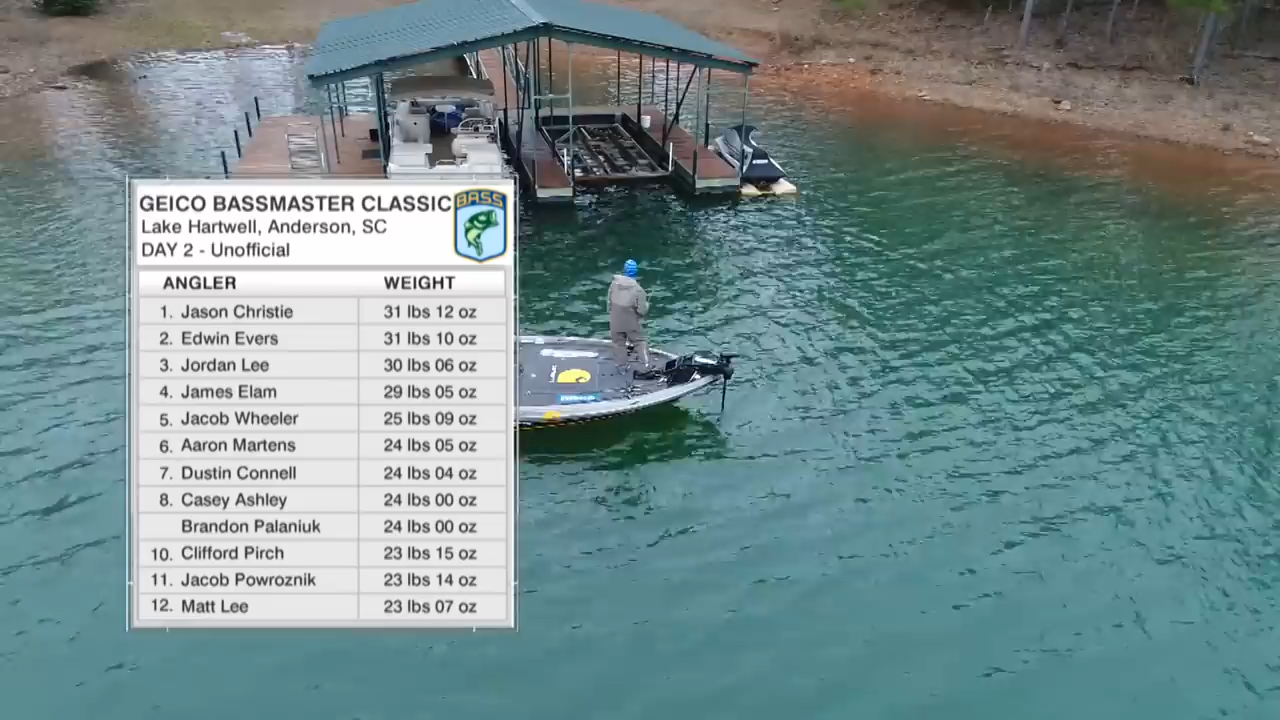 GEICO BASSMASTER CLASSIC
BASS
Lake Hartwell, Anderson, SC
DAY 2 - Unofficial
ANGLER WEIGHT
1. Jason Christie 31 lbs 12 oz
2. Edwin Evers 31 lbs 10 oz
3. Jordan Lee 30 lbs 06 oz
4. James Elam 29 lbs 05 oz
5. Jacob Wheeler 25 lbs 09 oz
6. Aaron Martens 24 lbs 05 oz
7. Dustin Connell 24 lbs 04 oz
8. Casey Ashley 24 lbs 00 oz
Brandon Palaniuk 24 lbs 00 oz
10. Clifford Pirch 23 lbs 15 oz
11. Jacob Powroznik 23 lbs 14 oz
12. Matt Lee 23 lbs 07 oz